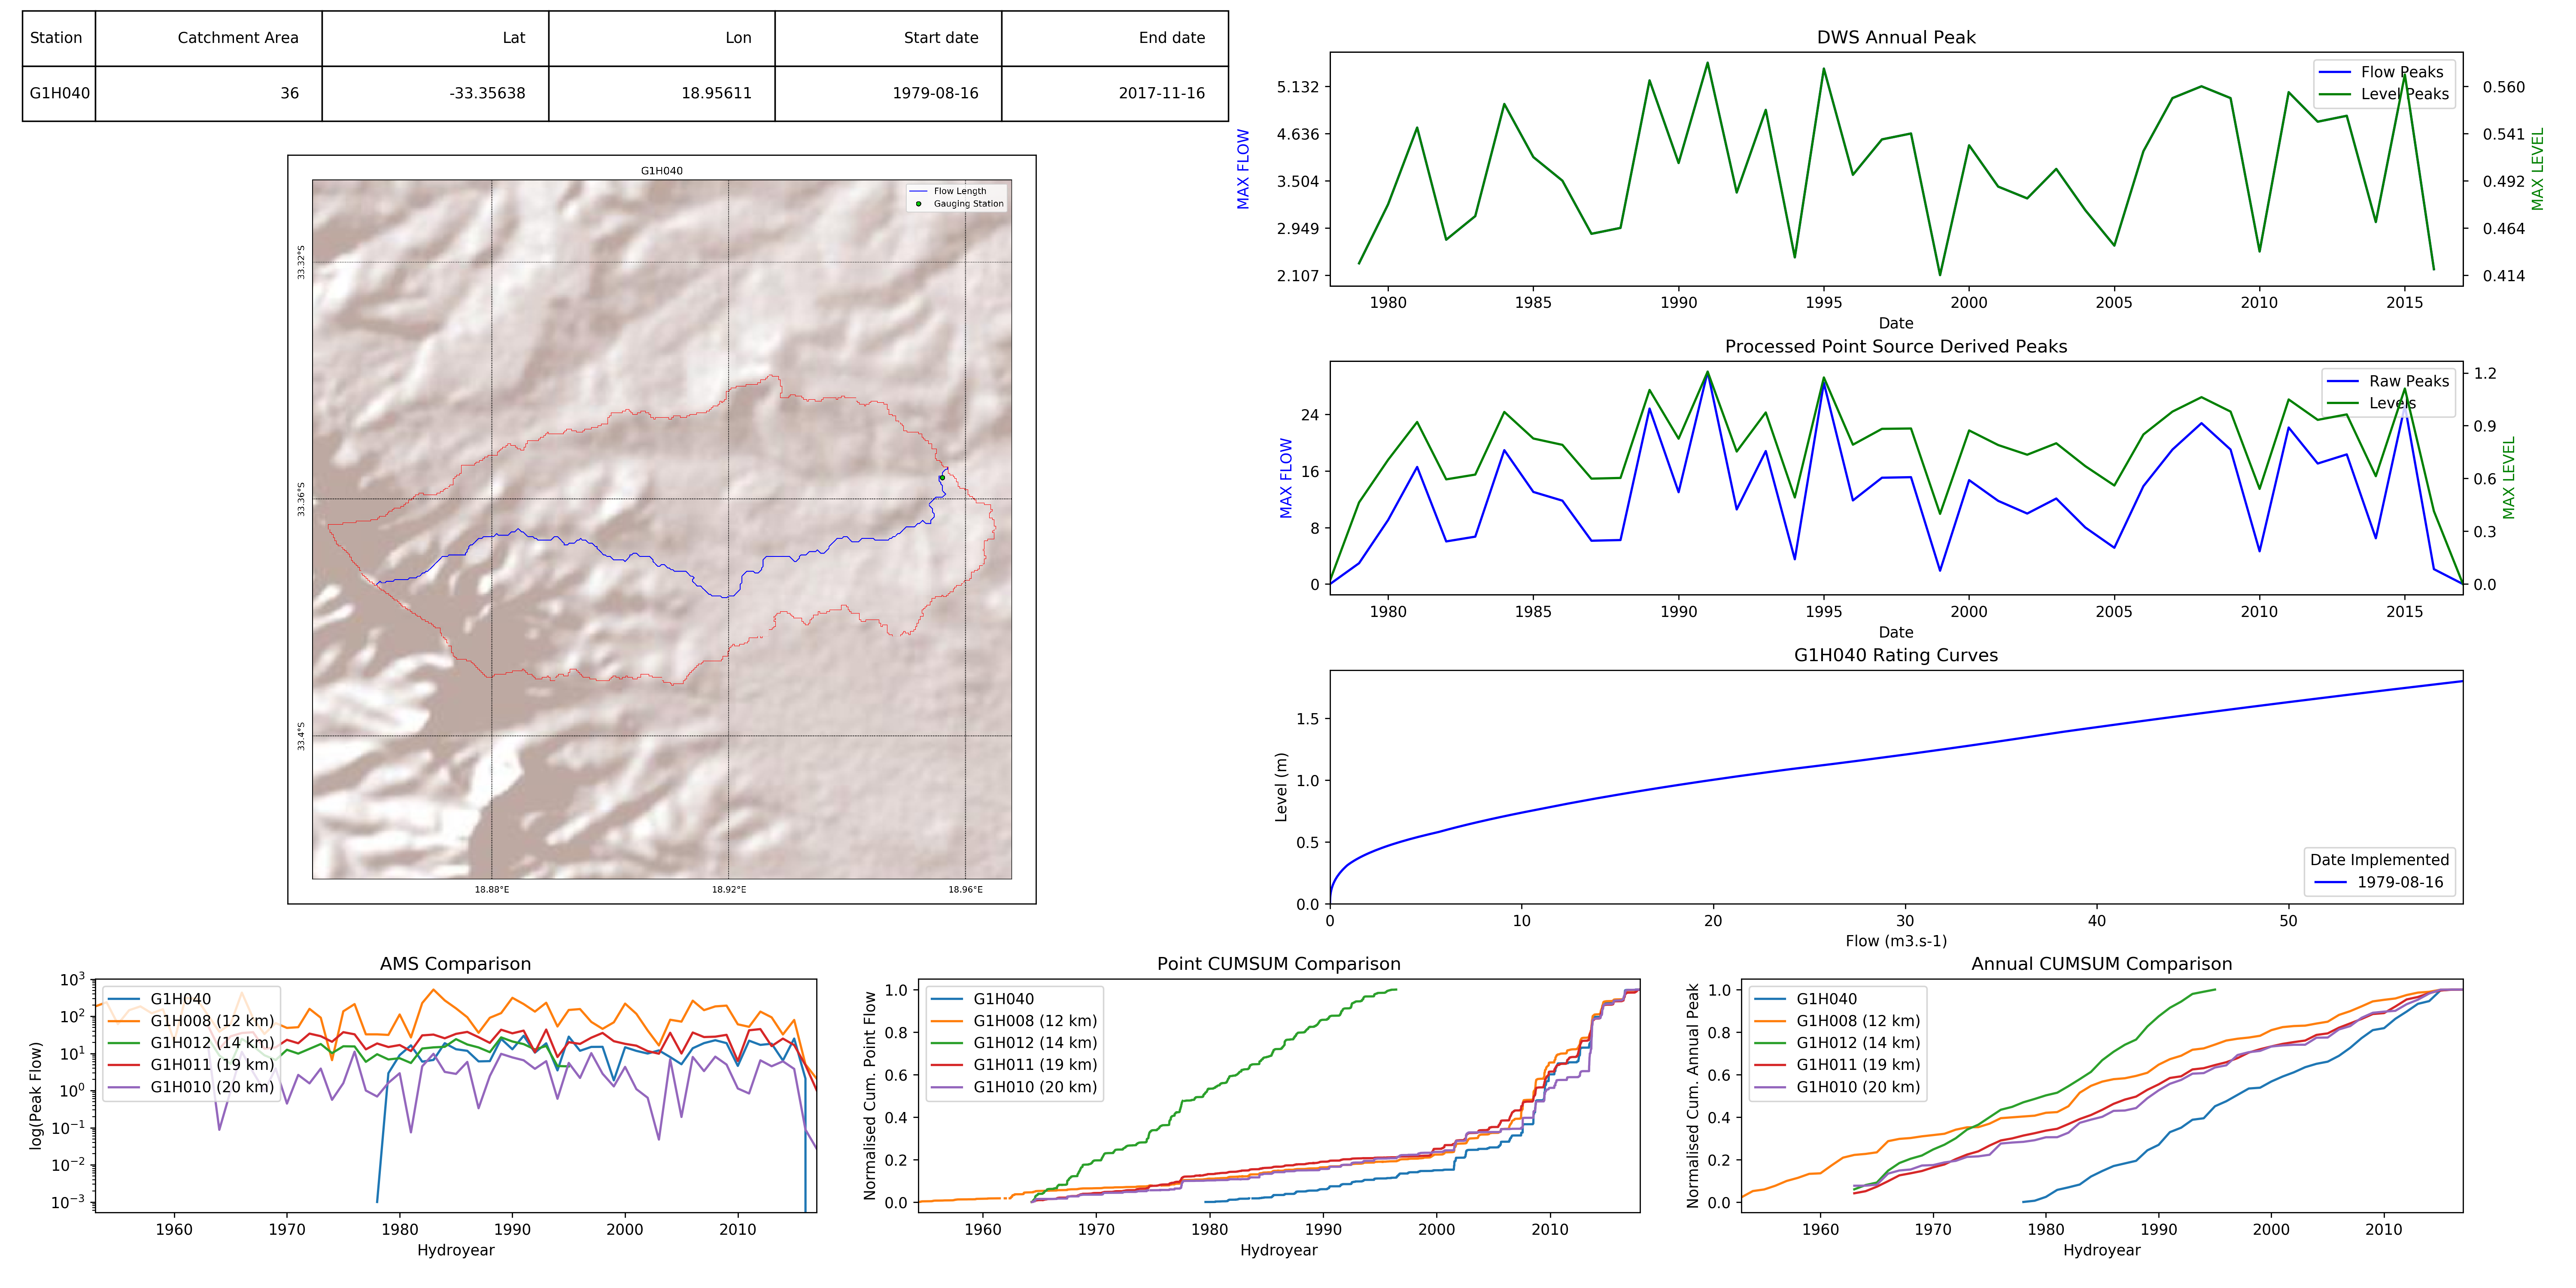 Station Catchment Area Lat Lon Start date End date
G1H040 36 -33.35638 18.95611 1979-08-16 2017-11-16
G1H040
Flow Length
Gauging Station
33.32°S
33.36°S
33.4°S
18.88°E 18.92°E 18.96°E
DWS Annual Peak
Flow Peaks
Level Peaks
MAX FLOW
5.132
4.636
3.504
2.949
2.107
0.560
0.541
0.492
0.464
0.414
MAX LEVEL
1980 1985 1990 1995 2000 2005 2010 2015
Date
Processed Point Source Derived Peaks
Raw Peaks
Levels
MAX FLOW
24
16
8
0
1.2
0.9
0.6
0.3
0.0
MAX LEVEL
1980 1985 1990 1995 2000 2005 2010 2015
Date
G1H040 Rating Curves
Level (m)
1.5
1.0
0.5
0.0
Date Implemented
1979-08-16
0 10 20 30 40 50
Flow (m3.s-1)
AMS Comparison
log(Peak Flow)
10³
10²
10¹
10⁰
10⁻¹
10⁻²
10⁻³
G1H040
G1H008 (12 km)
G1H012 (14 km)
G1H011 (19 km)
G1H010 (20 km)
1960 1970 1980 1990 2000 2010
Hydroyear
Point CUMSUM Comparison
Normalised Cum. Point Flow
1.0
0.8
0.6
0.4
0.2
0.0
G1H040
G1H008 (12 km)
G1H012 (14 km)
G1H011 (19 km)
G1H010 (20 km)
1960 1970 1980 1990 2000 2010
Hydroyear
Annual CUMSUM Comparison
Normalised Cum. Annual Peak
1.0
0.8
0.6
0.4
0.2
0.0
G1H040
G1H008 (12 km)
G1H012 (14 km)
G1H011 (19 km)
G1H010 (20 km)
1960 1970 1980 1990 2000 2010
Hydroyear